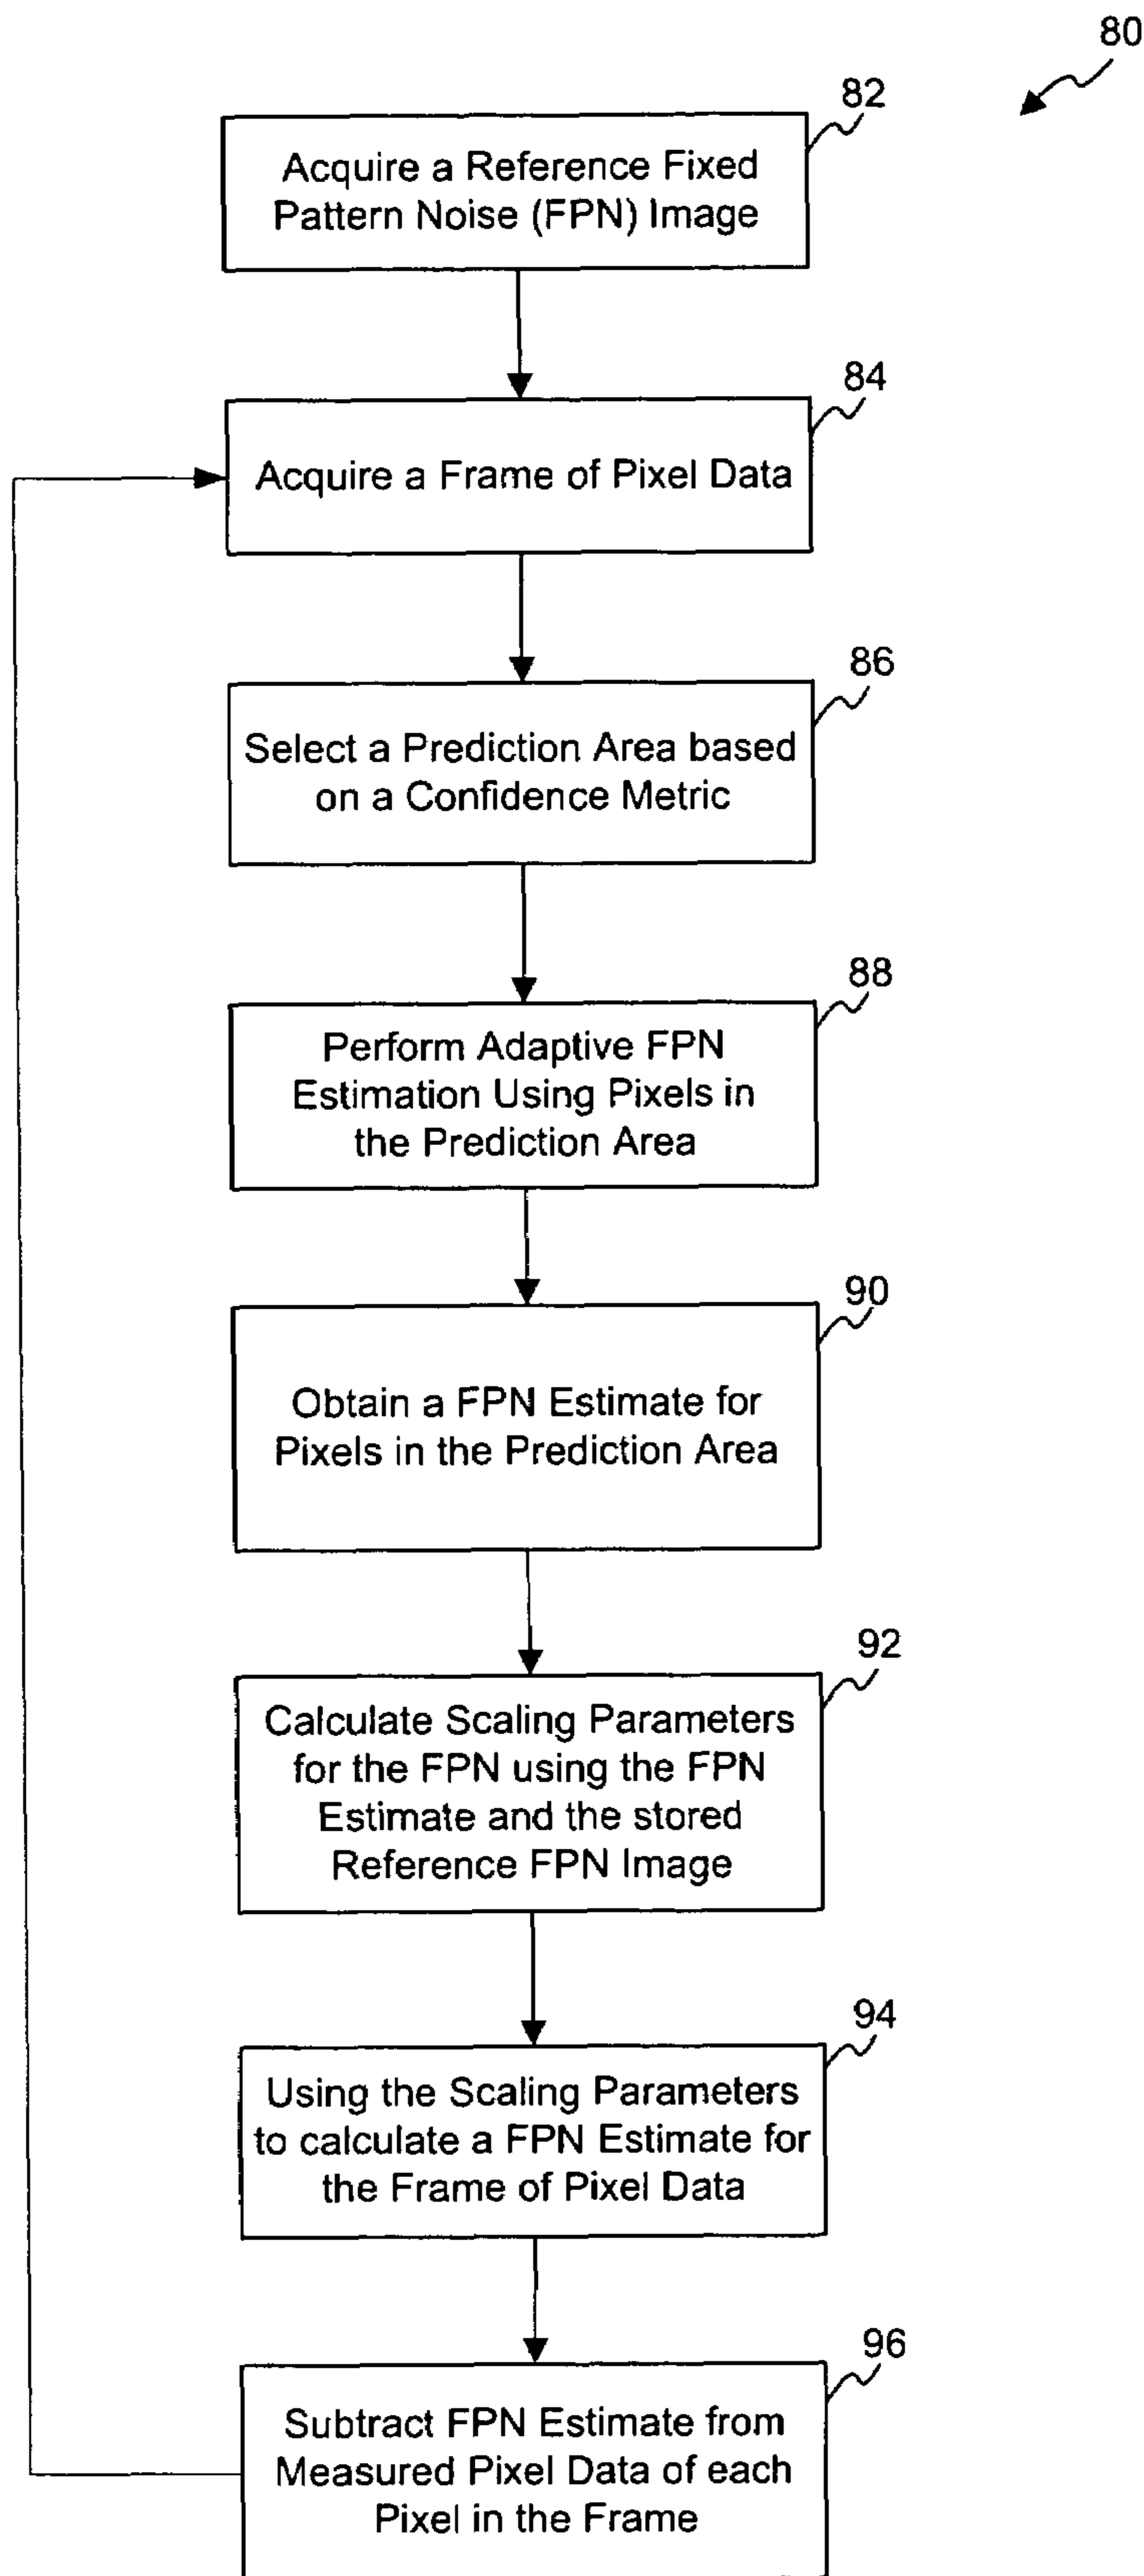 80
82
Acquire a Reference Fixed
Pattern Noise (FPN) Image
84
Acquire a Frame of Pixel Data
86
Select a Prediction Area based
on a Confidence Metric
88
Perform Adaptive FPN
Estimation Using Pixels in
the Prediction Area
90
Obtain a FPN Estimate for
Pixels in the Prediction Area
92
Calculate Scaling Parameters
for the FPN using the FPN
Estimate and the stored
Reference FPN Image
94
Using the Scaling Parameters
to calculate a FPN Estimate for
the Frame of Pixel Data
96
Subtract FPN Estimate from
Measured Pixel Data of each
Pixel in the Frame